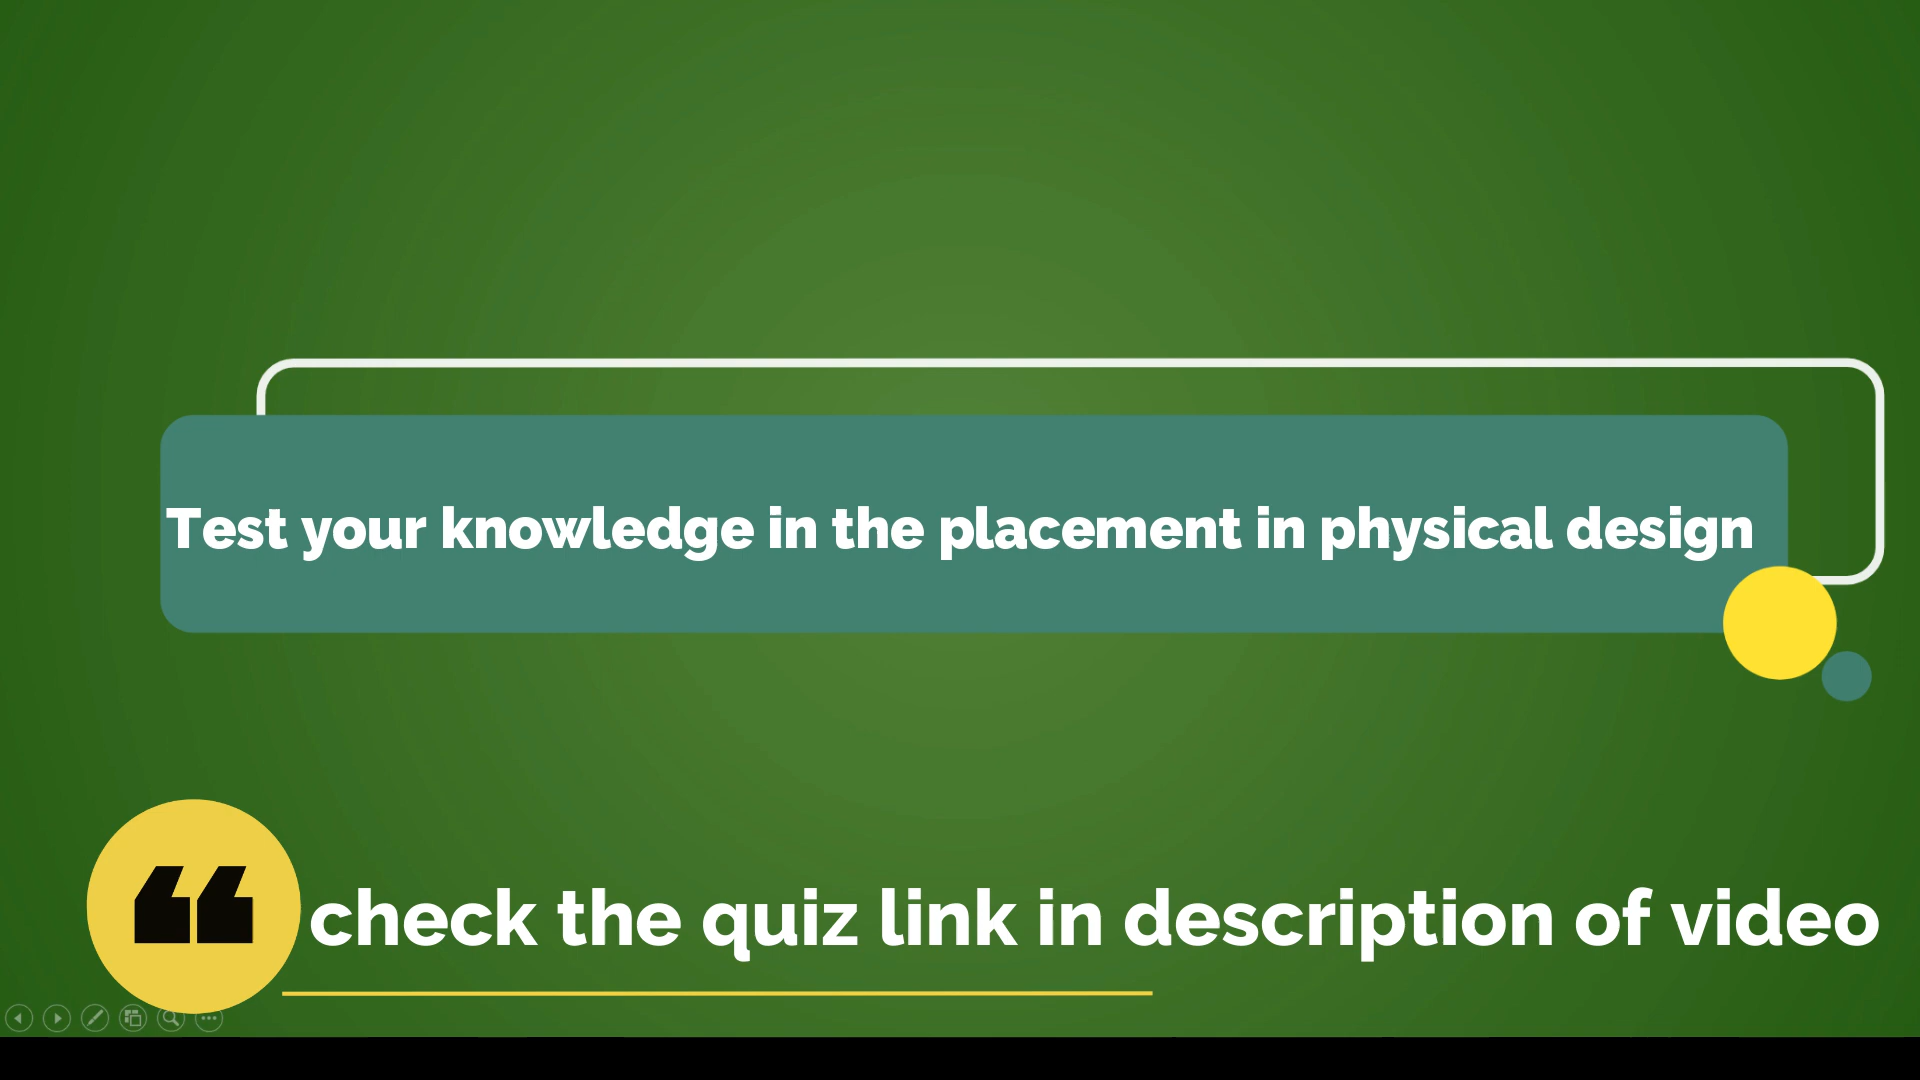 Test your knowledge in the placement in physical design
❝ check the quiz link in description of video